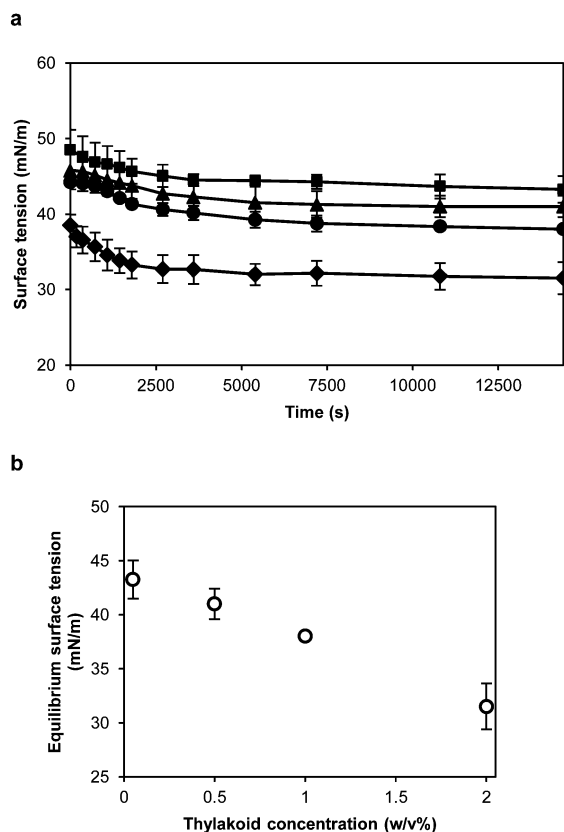 a
60
50
40
30
20
Surface tension (mN/m)
0 2500 5000 7500 10000 12500
Time (s)
b
50
45
40
35
30
25
Equilibrium surface tension
(mN/m)
0 0.5 1 1.5 2
Thylakoid concentration (w/v%)